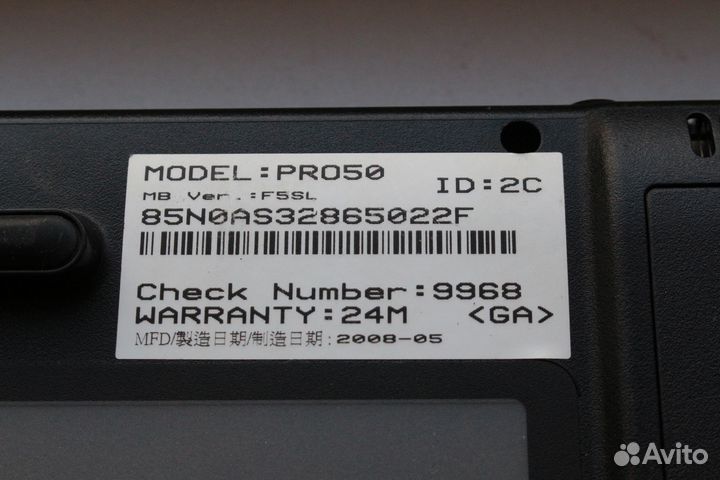 MODEL:PRO50
ID:2C
MB Ver.:F5SL
85N0AS32865022F
Check Number:9968
WARRANTY:24M <GA>
MFD/製造日期/制造日期:2008-05
Avito